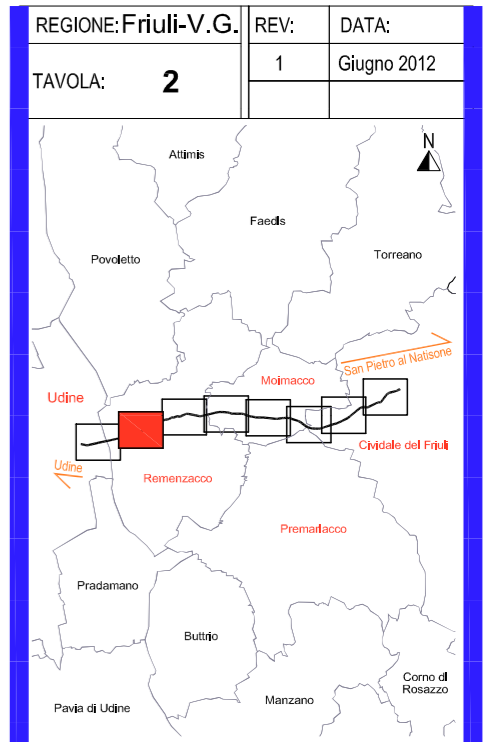 REGIONE: Friuli-V.G.
REV:
DATA:
TAVOLA: 2
1
Giugno 2012
N
Attimis
Faedis
Povoletto
Torreano
San Pietro al Natisone
Moimacco
Udine
Cividale del Friuli
Udine
Remenzacco
Premariacco
Pradamano
Buttrio
Corno di
Rosazzo
Manzano
Pavia di Udine